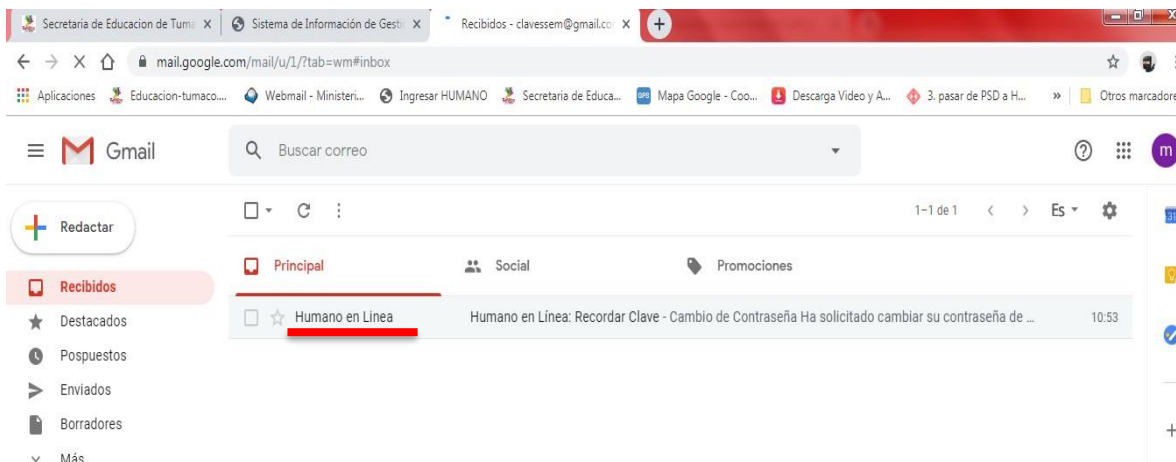 Secretaria de Educacion de Tuma
Sistema de Información de Gesti
Recibidos - clavessem@gmail.co
mail.google.com/mail/u/1/?tab=wm#inbox
Aplicaciones Educacion-tumaco.... Webmail - Ministeri... Ingresar HUMANO Secretaria de Educa... Mapa Google - Coo... Descarga Video y A... 3. pasar de PSD a H... » Otros marcadore
Gmail Buscar correo m
Redactar 1–1 de 1 Es
Principal Social Promociones
Recibidos
Humano en Linea Humano en Línea: Recordar Clave - Cambio de Contraseña Ha solicitado cambiar su contraseña de ... 10:53
Destacados
Pospuestos
Enviados
Borradores
Más